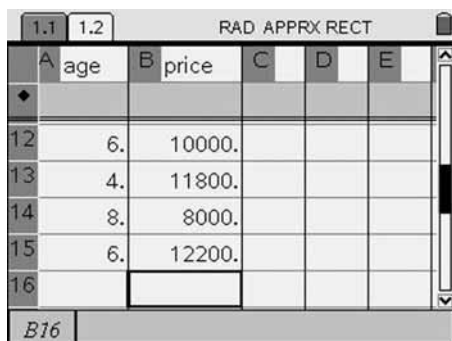 1.1 1.2 RAD APPRX RECT
A age B price C D E
◆
12 6. 10000.
13 4. 11800.
14 8. 8000.
15 6. 12200.
16
B16